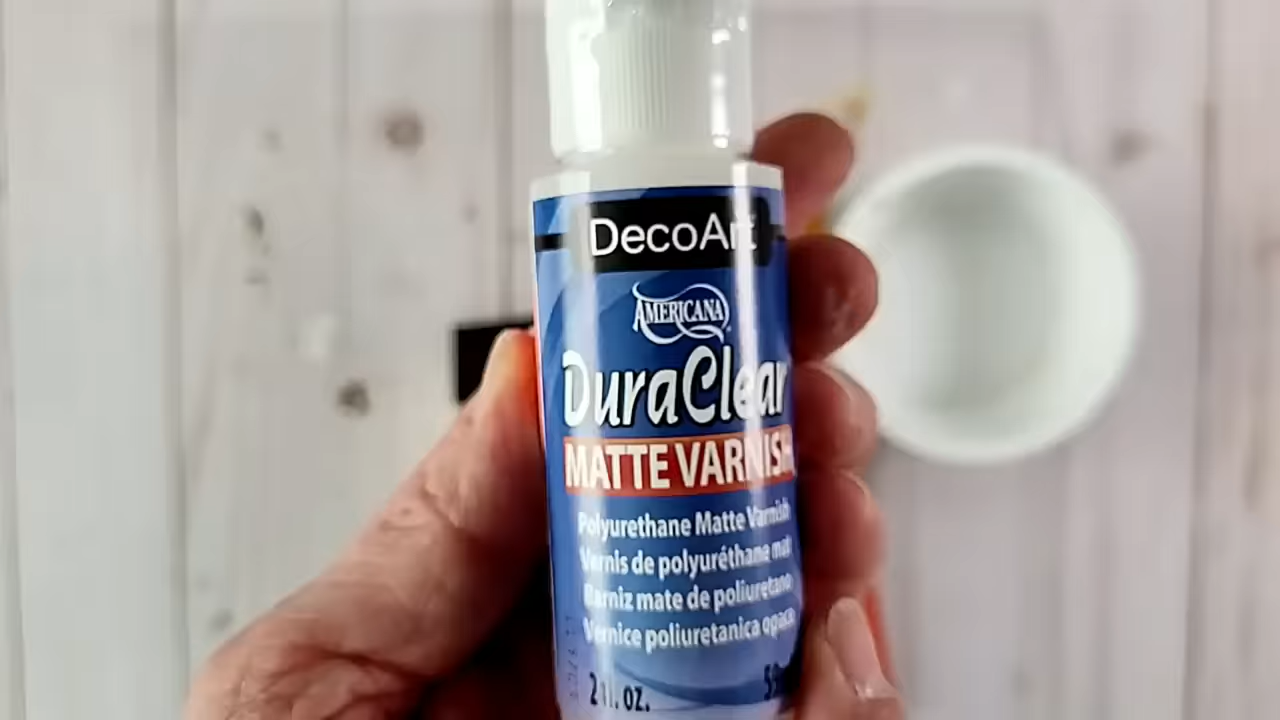 DecoArt
AMERICANA
DuraClear
MATTE VARNISH
Polyurethane Matte Varnish
Vernis de polyuréthane mat
Barniz mate de poliuretano
Vernice poliuretanica opaca
2 fl. oz.